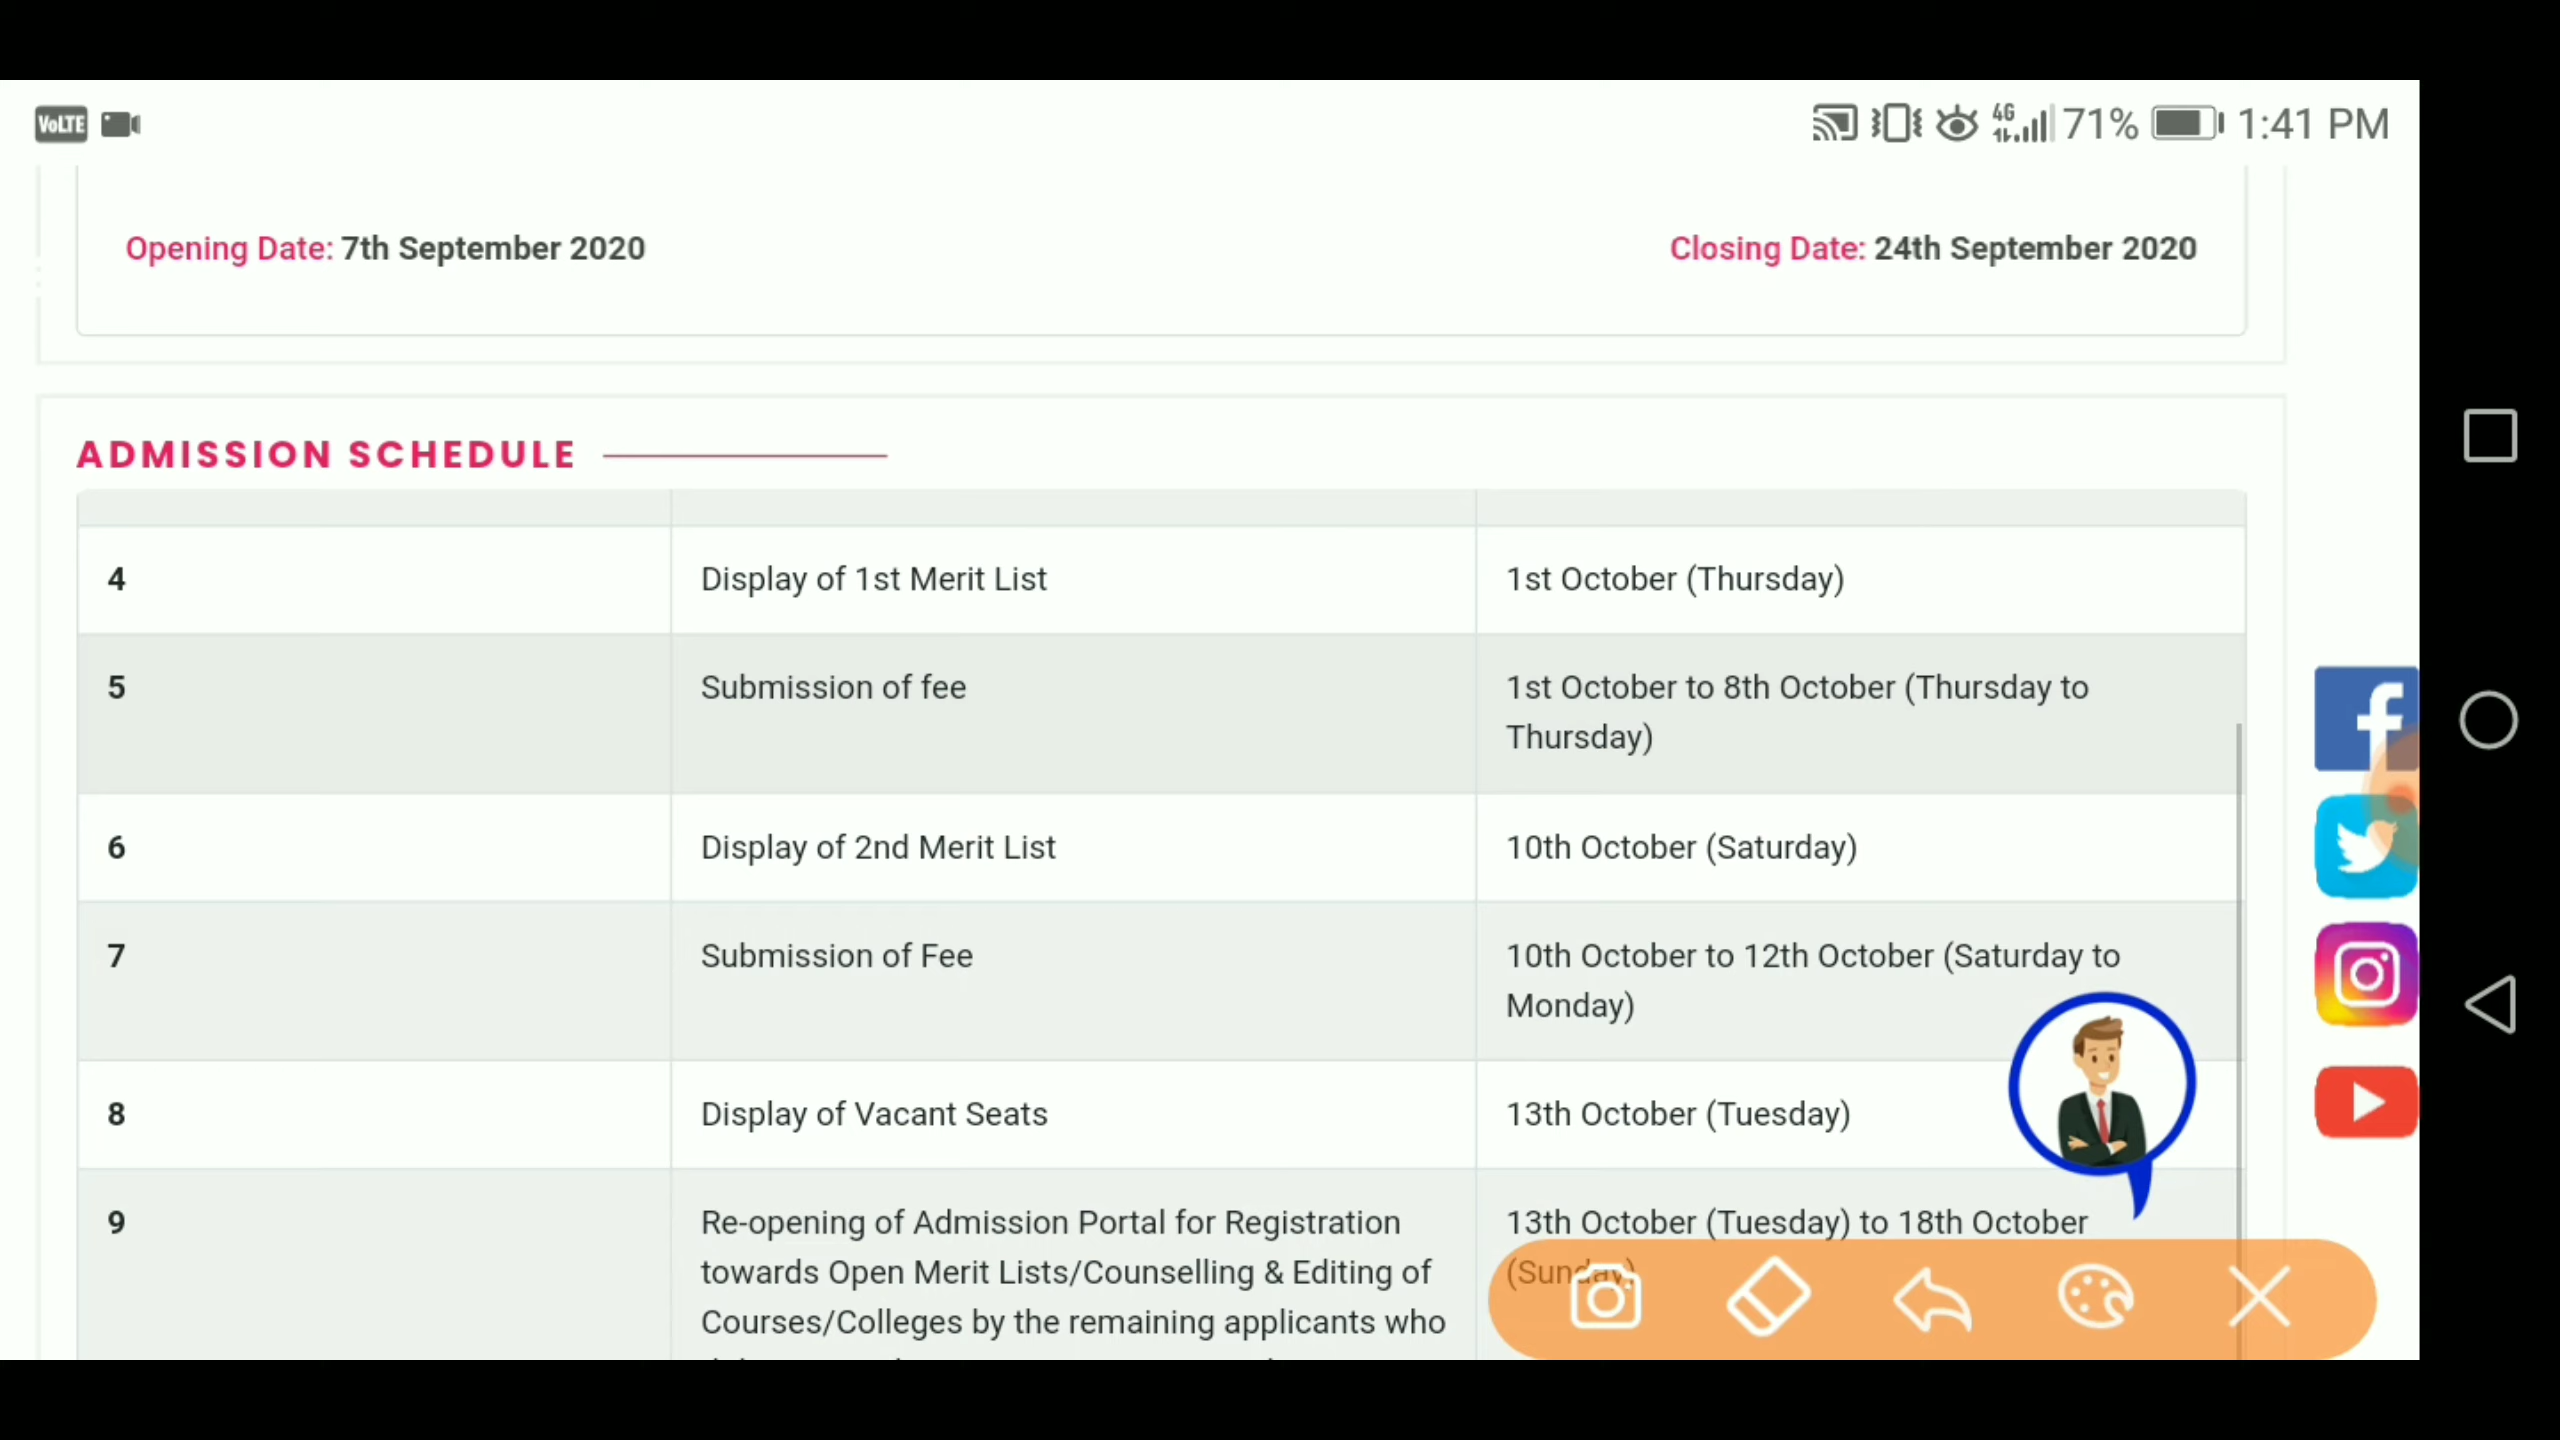 VoLTE
4G 71% 1:41 PM
Opening Date: 7th September 2020
Closing Date: 24th September 2020
ADMISSION SCHEDULE
4 Display of 1st Merit List 1st October (Thursday)
5 Submission of fee 1st October to 8th October (Thursday to
Thursday)
6 Display of 2nd Merit List 10th October (Saturday)
7 Submission of Fee 10th October to 12th October (Saturday to
Monday)
8 Display of Vacant Seats 13th October (Tuesday)
9 Re-opening of Admission Portal for Registration 13th October (Tuesday) to 18th October
towards Open Merit Lists/Counselling & Editing of (Sunday)
Courses/Colleges by the remaining applicants who